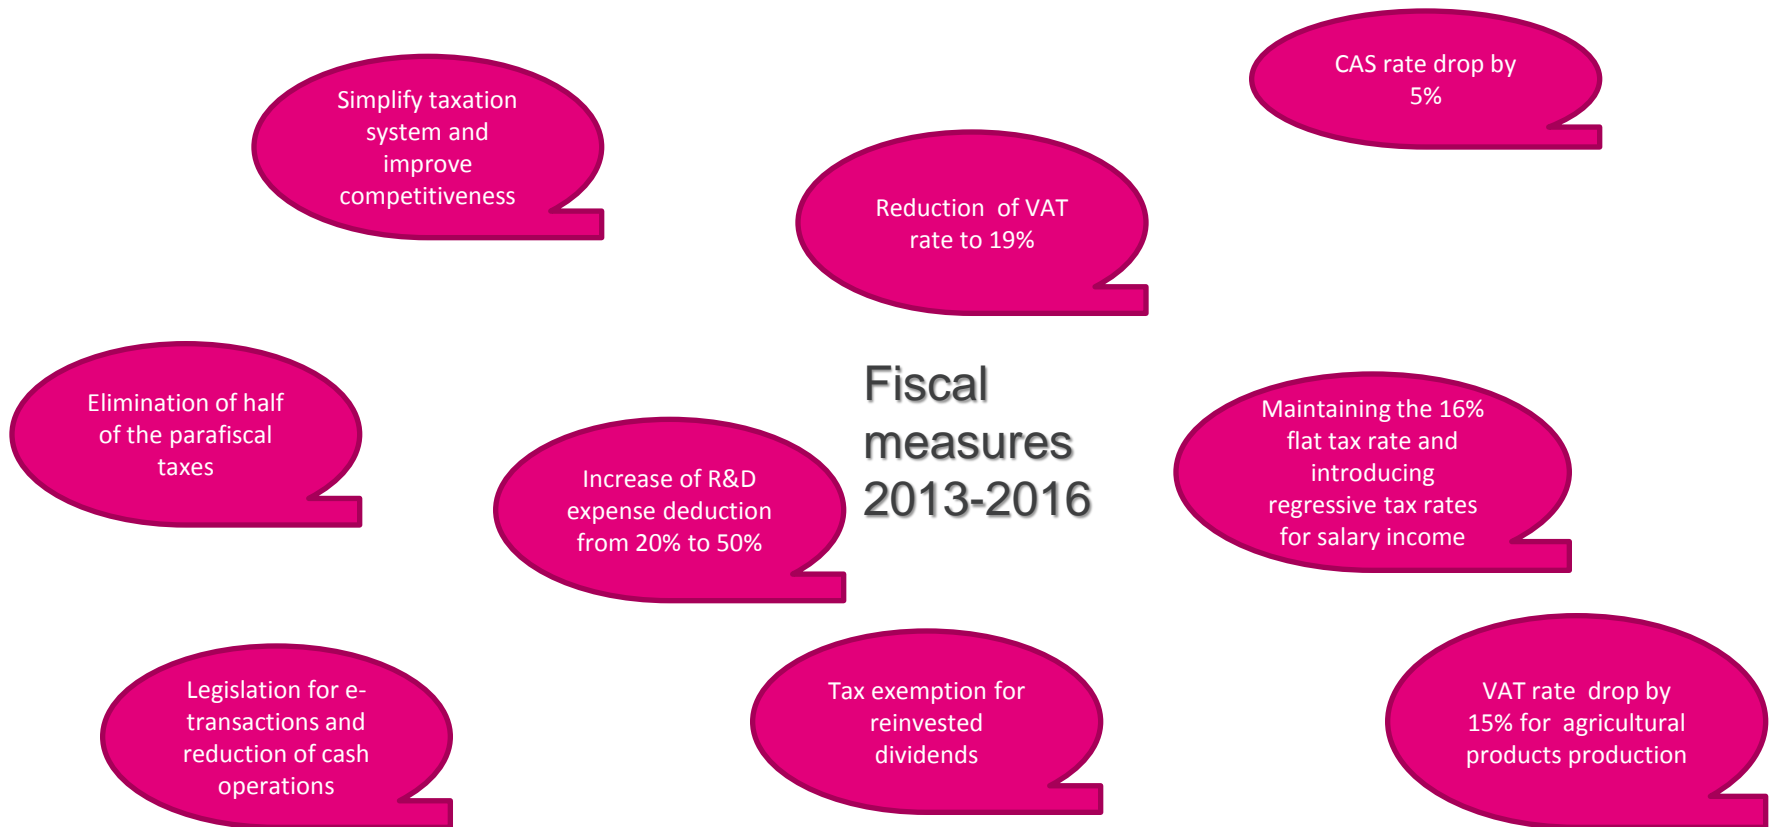 CAS rate drop by
5%
Simplify taxation
system and
improve
competitiveness
Reduction  of VAT
rate to 19%
Fiscal
measures
2013-2016
Elimination of half
of the parafiscal
taxes
Increase of R&D
expense deduction
from 20% to 50%
Maintaining the 16%
flat tax rate and
introducing
regressive tax rates
for salary income
Legislation for e-
transactions and
reduction of cash
operations
Tax exemption for
reinvested
dividends
VAT rate  drop by
15% for  agricultural
products production